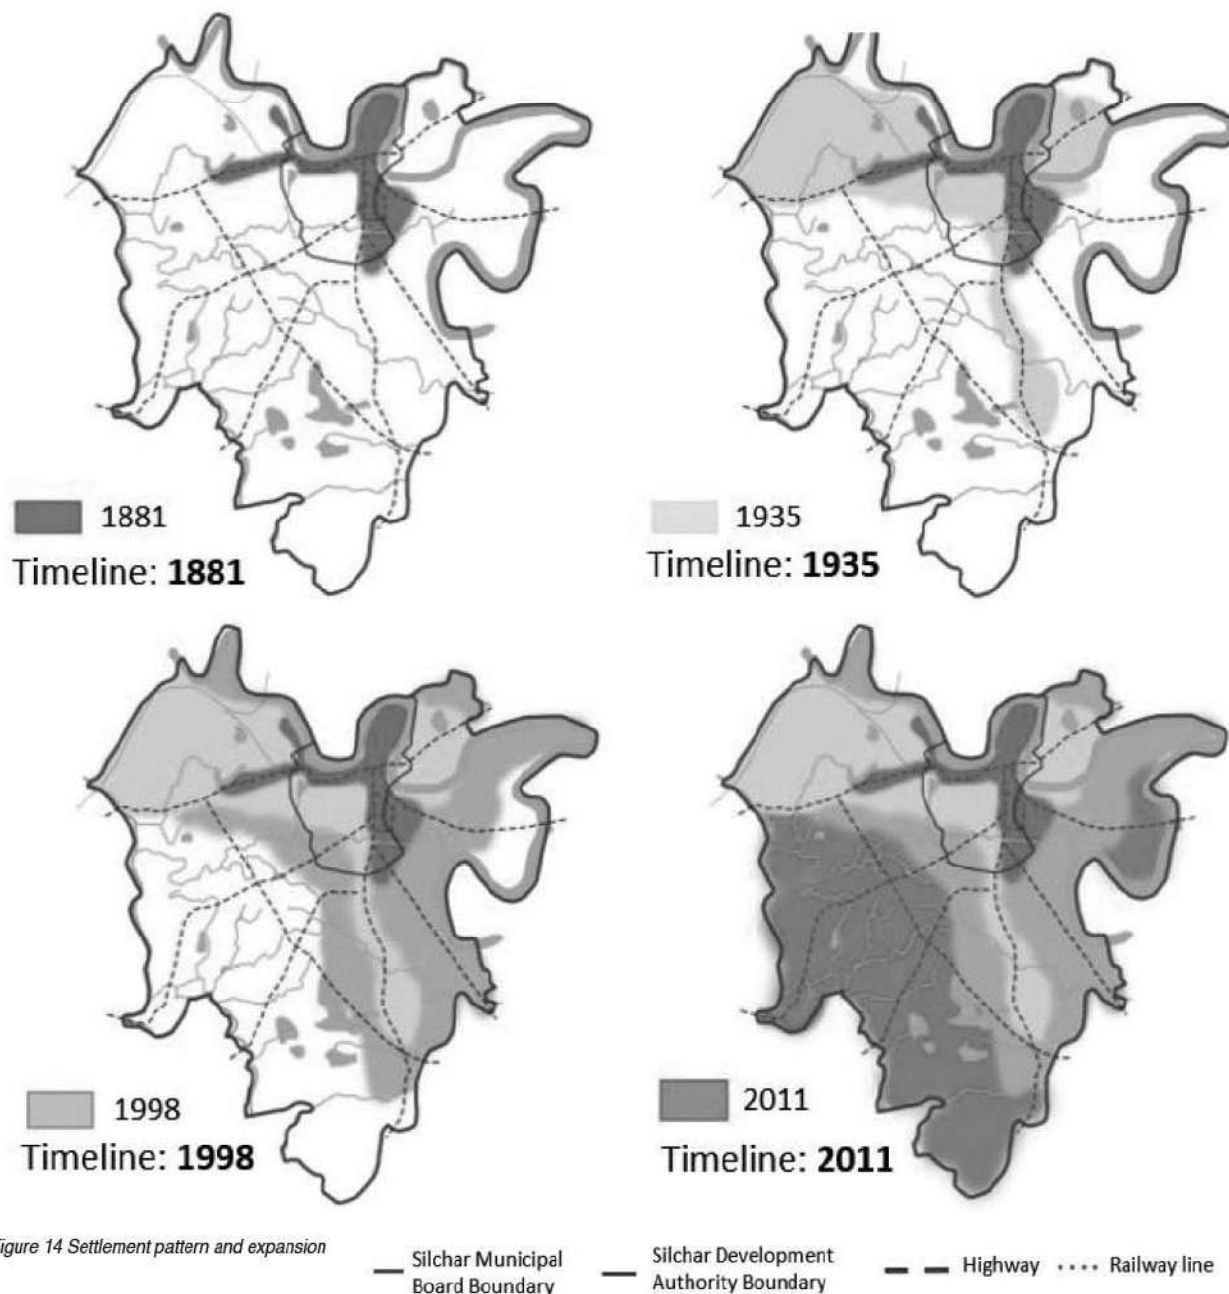 1881
Timeline: 1881
1935
Timeline: 1935
1998
Timeline: 1998
2011
Timeline: 2011
igure 14 Settlement pattern and expansion
Silchar Municipal
Board Boundary
Silchar Development
Authority Boundary
Highway
Railway line